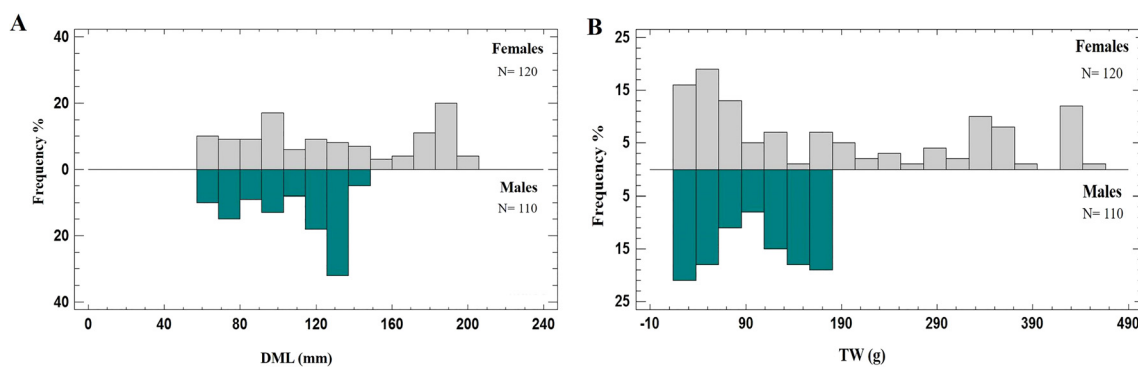 A
Frequency %
40
20
0
20
40
Females
N= 120
Males
N= 110
0 40 80 120 160 200 240
DML (mm)
B
Frequency %
25
15
5
5
15
25
Females
N= 120
Males
N= 110
-10 90 190 290 390 490
TW (g)